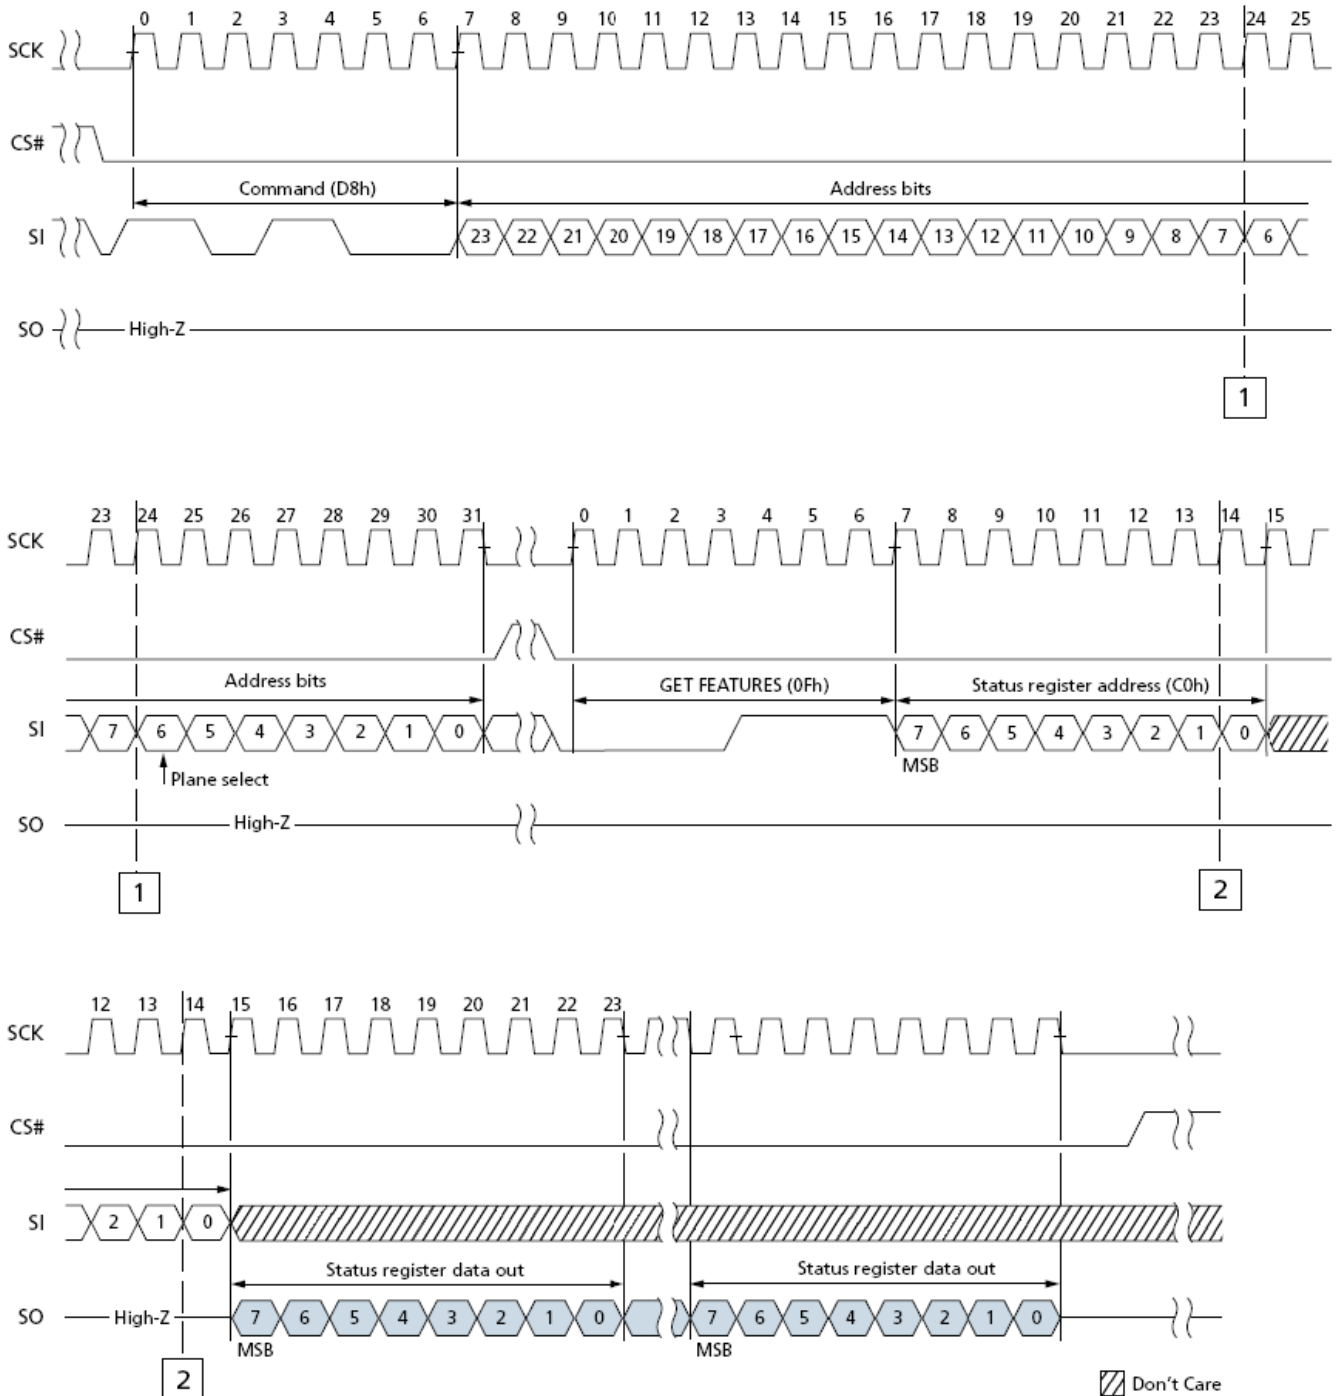 0 1 2 3 4 5 6 7 8 9 10 11 12 13 14 15 16 17 18 19 20 21 22 23 24 25
SCK
CS#
Command (D8h) Address bits
SI 23 22 21 20 19 18 17 16 15 14 13 12 11 10 9 8 7 6
SO High-Z
1
23 24 25 26 27 28 29 30 31 0 1 2 3 4 5 6 7 8 9 10 11 12 13 14 15
SCK
CS#
Address bits GET FEATURES (0Fh) Status register address (C0h)
SI 7 6 5 4 3 2 1 0 7 6 5 4 3 2 1 0
MSB
Plane select
SO High-Z
1 2
12 13 14 15 16 17 18 19 20 21 22 23
SCK
CS#
SI 2 1 0
Status register data out Status register data out
SO High-Z 7 6 5 4 3 2 1 0 7 6 5 4 3 2 1 0
MSB MSB
2 Don't Care